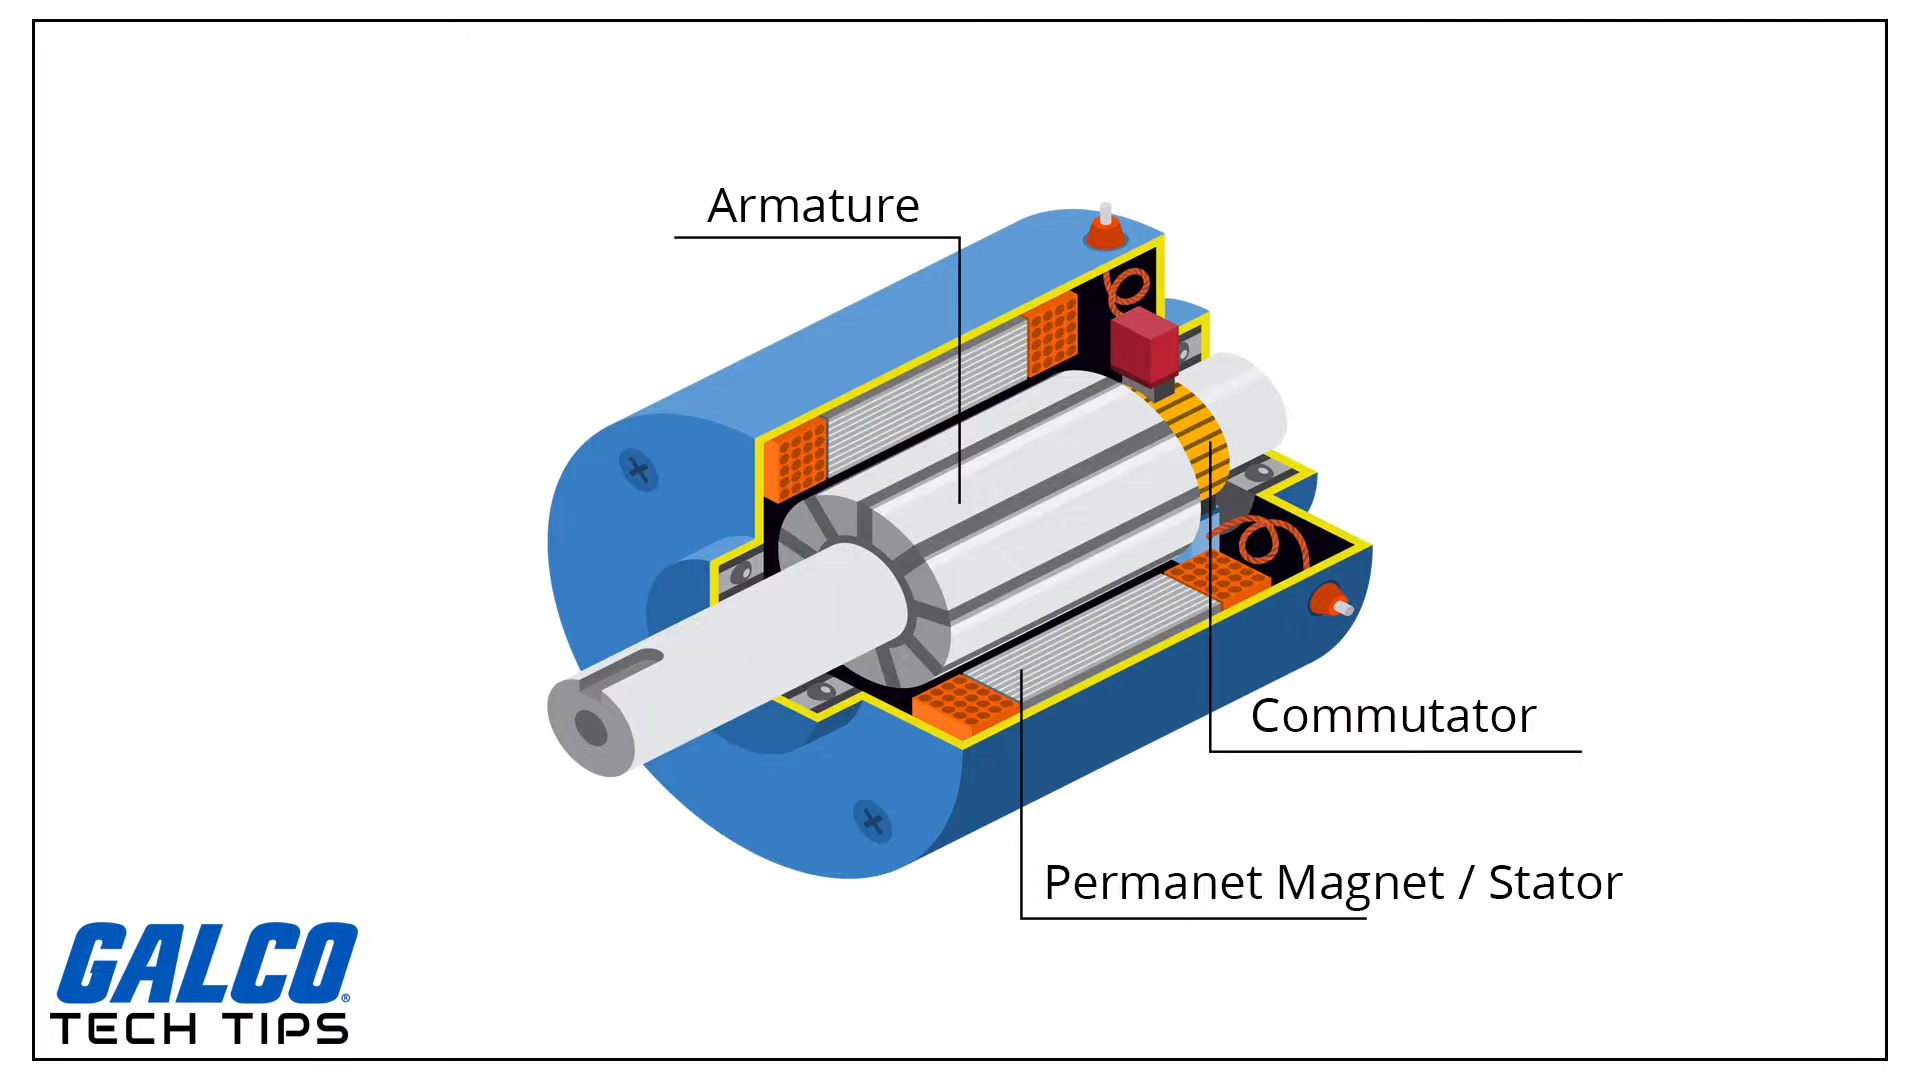 Armature
Commutator
Permanet Magnet / Stator
GALCO®
TECH TIPS